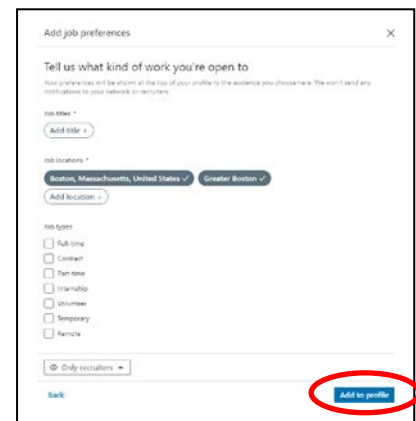 Add job preferences
Tell us what kind of work you're open to
Your preferences will be shown at the top of your profile to the audience you choose here. We won't send any
notifications to your network or recruiters.
Job titles *
Add title +
Job locations *
Boston, Massachusetts, United States ✓ Greater Boston ✓
Add location +
Job types
Full-time
Contract
Part-time
Internship
Volunteer
Temporary
Remote
Only recruiters
Back Add to profile